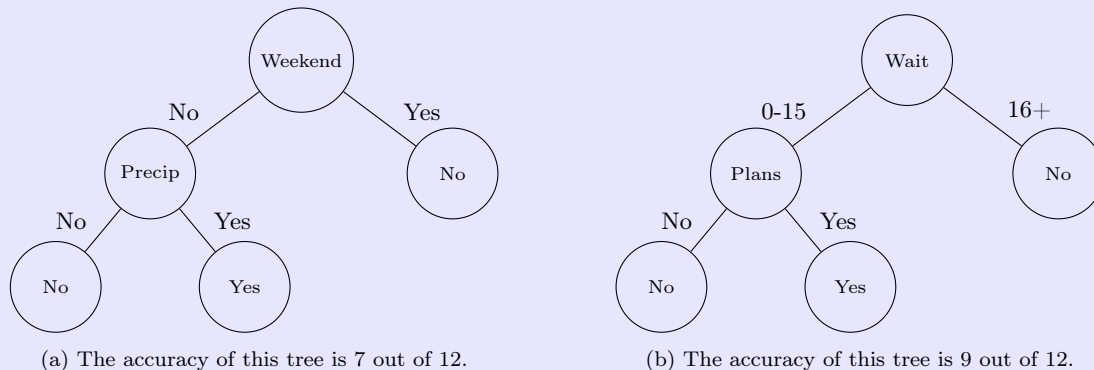 Weekend
No
Yes
Precip
No
No
Yes
No
Yes
(a) The accuracy of this tree is 7 out of 12.
Wait
0-15
16+
Plans
No
No
Yes
No
Yes
(b) The accuracy of this tree is 9 out of 12.